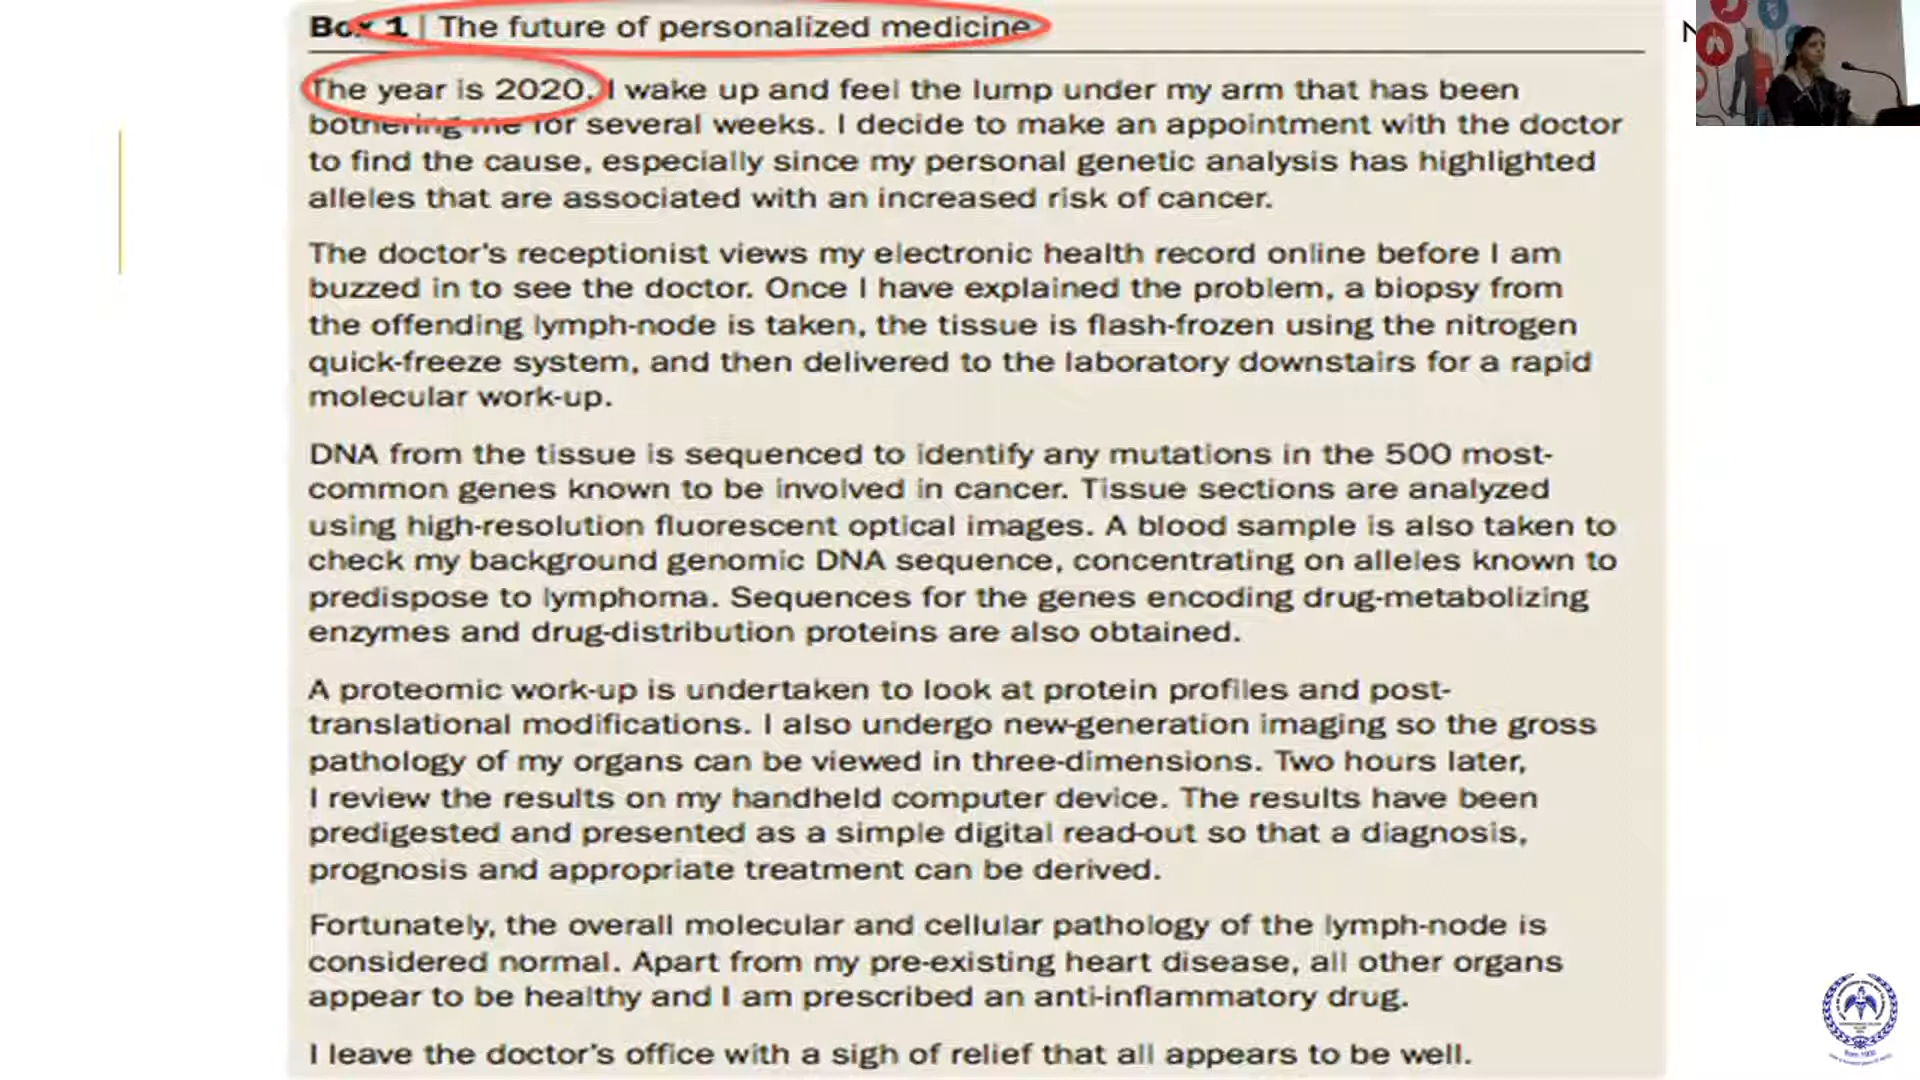 Box 1 | The future of personalized medicine
The year is 2020. I wake up and feel the lump under my arm that has been
bothering me for several weeks. I decide to make an appointment with the doctor
to find the cause, especially since my personal genetic analysis has highlighted
alleles that are associated with an increased risk of cancer.
The doctor's receptionist views my electronic health record online before I am
buzzed in to see the doctor. Once I have explained the problem, a biopsy from
the offending lymph-node is taken, the tissue is flash-frozen using the nitrogen
quick-freeze system, and then delivered to the laboratory downstairs for a rapid
molecular work-up.
DNA from the tissue is sequenced to identify any mutations in the 500 most-
common genes known to be involved in cancer. Tissue sections are analyzed
using high-resolution fluorescent optical images. A blood sample is also taken to
check my background genomic DNA sequence, concentrating on alleles known to
predispose to lymphoma. Sequences for the genes encoding drug-metabolizing
enzymes and drug-distribution proteins are also obtained.
A proteomic work-up is undertaken to look at protein profiles and post-
translational modifications. I also undergo new-generation imaging so the gross
pathology of my organs can be viewed in three-dimensions. Two hours later,
I review the results on my handheld computer device. The results have been
predigested and presented as a simple digital read-out so that a diagnosis,
prognosis and appropriate treatment can be derived.
Fortunately, the overall molecular and cellular pathology of the lymph-node is
considered normal. Apart from my pre-existing heart disease, all other organs
appear to be healthy and I am prescribed an anti-inflammatory drug.
I leave the doctor's office with a sigh of relief that all appears to be well.